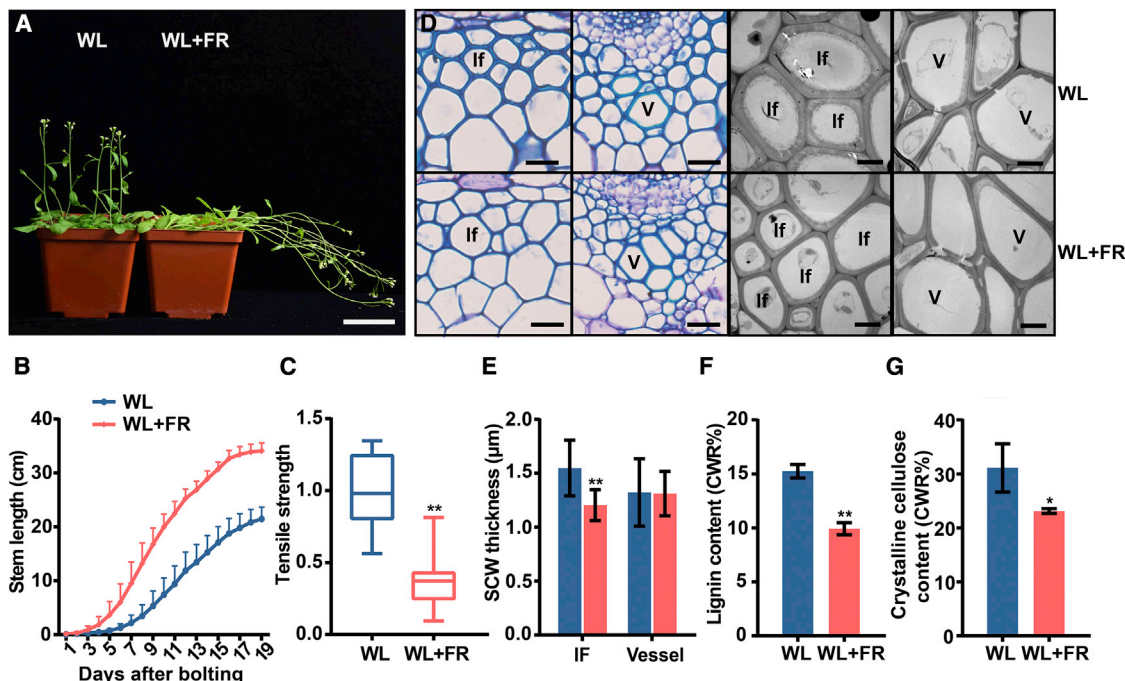 A
WL
WL+FR
D
If
V
If
If
If
V
V
WL
If
V
If
If
If
If
V
V
WL+FR
B
WL
WL+FR
Stem length (cm)
40
30
20
10
0
1
3
5
7
9
11
13
15
17
19
Days after bolting
C
Tensile strength
1.5
1.0
0.5
0.0
**
WL
WL+FR
E
SCW thickness (µm)
2.0
1.5
1.0
0.5
0.0
**
IF
Vessel
F
Lignin content (CWR%)
20
15
10
5
0
**
WL
WL+FR
G
Crystalline cellulose
content (CWR%)
40
30
20
10
0
*
WL
WL+FR